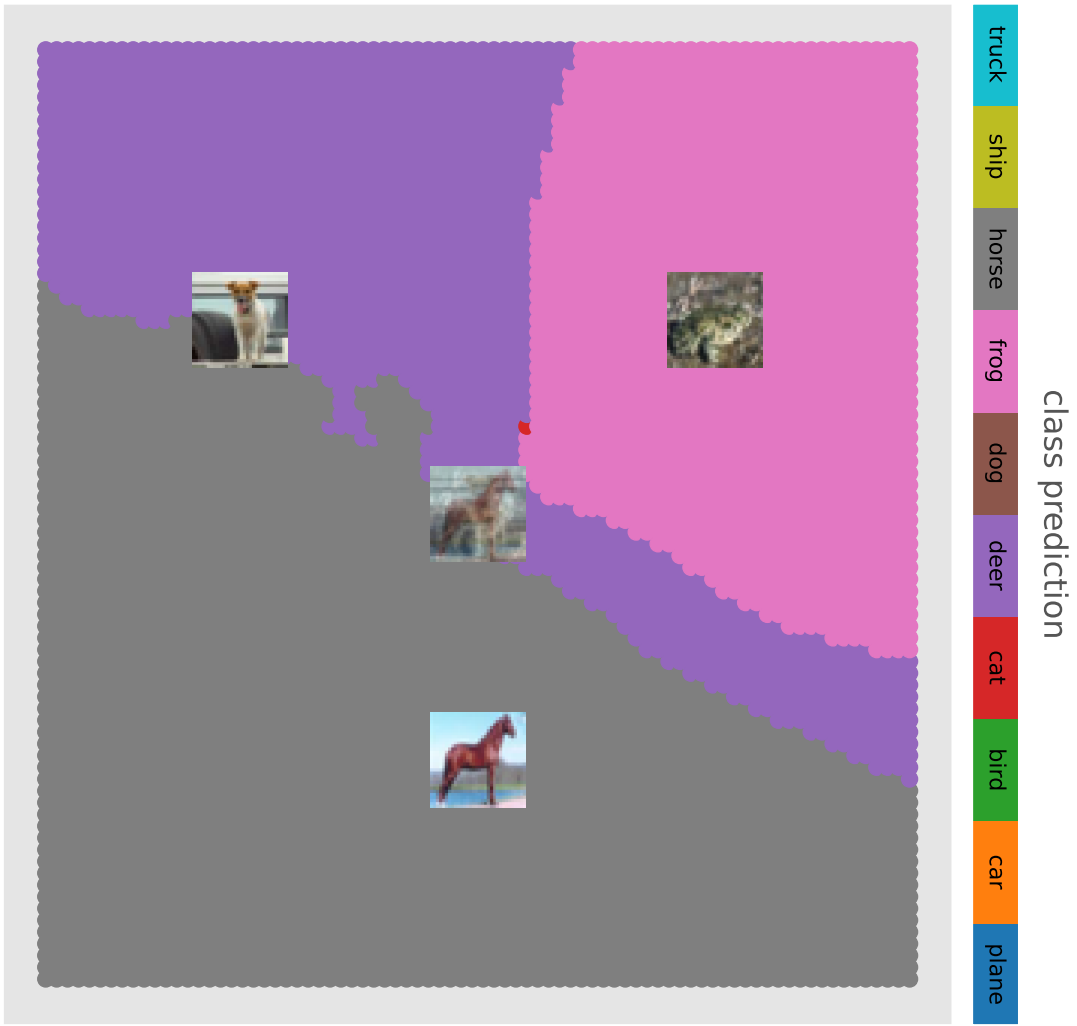 truck
ship
horse
frog
dog
deer
cat
bird
car
plane
class prediction